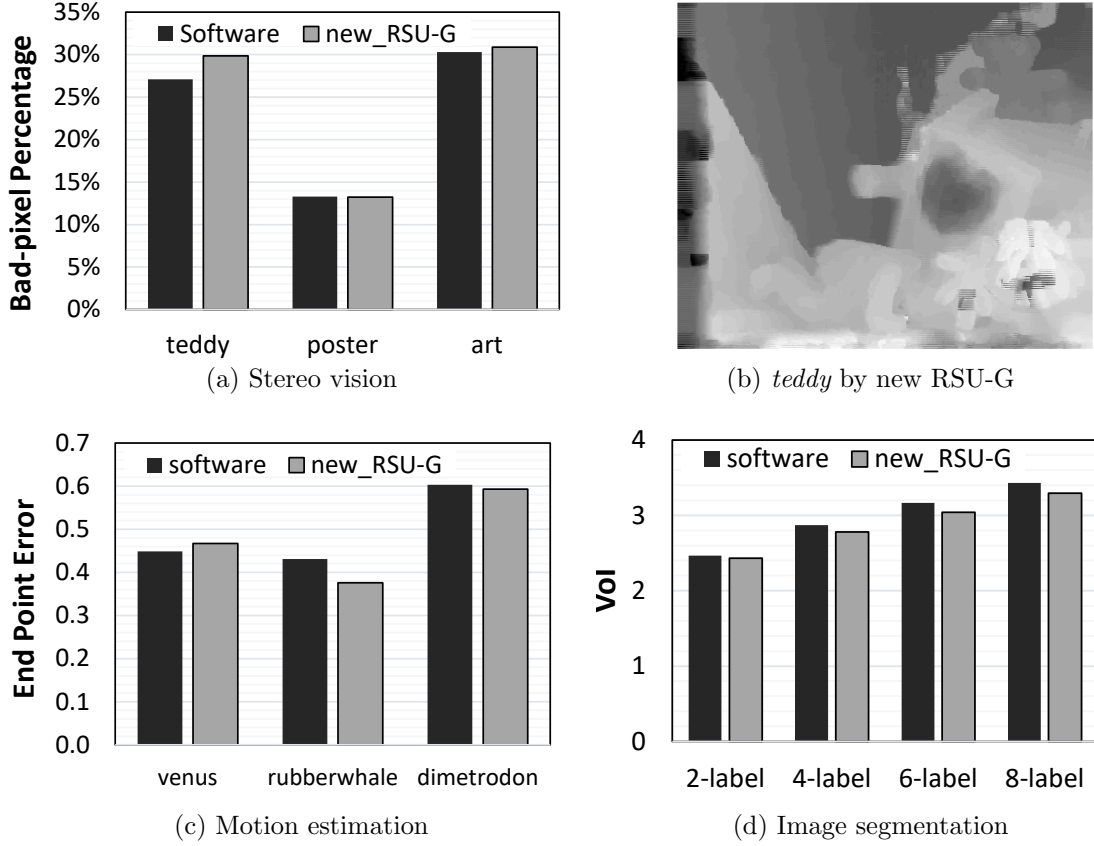 35%
30%
25%
20%
15%
10%
5%
0%
Bad-pixel Percentage
Software new_RSU-G
teddy poster art
(a) Stereo vision
(b) teddy by new RSU-G
0.7
0.6
0.5
0.4
0.3
0.2
0.1
0.0
End Point Error
software new_RSU-G
venus rubberwhale dimetrodon
(c) Motion estimation
4
3
2
1
0
VoI
software new_RSU-G
2-label 4-label 6-label 8-label
(d) Image segmentation